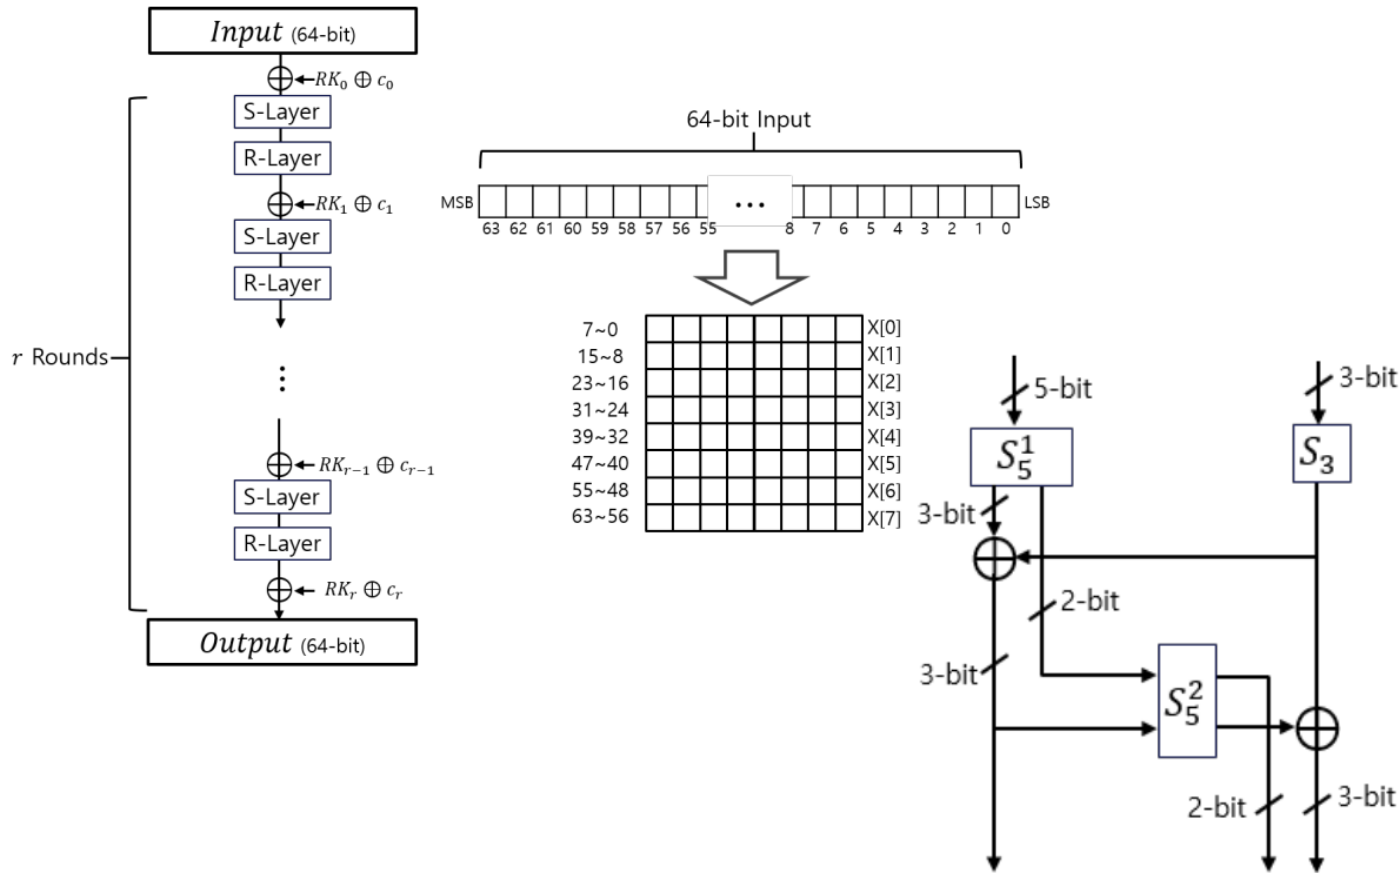 Input (64-bit)
RK₀ ⊕ c₀
S-Layer
R-Layer
RK₁ ⊕ c₁
S-Layer
R-Layer
r Rounds
⋮
RKᵣ₋₁ ⊕ cᵣ₋₁
S-Layer
R-Layer
RKᵣ ⊕ cᵣ
Output (64-bit)
64-bit Input
MSB ... LSB
63 62 61 60 59 58 57 56 55 8 7 6 5 4 3 2 1 0
7~0 X[0]
15~8 X[1]
23~16 X[2]
31~24 X[3]
39~32 X[4]
47~40 X[5]
55~48 X[6]
63~56 X[7]
5-bit 3-bit
S₅¹ S₃
3-bit
2-bit
3-bit
S₅²
2-bit 3-bit